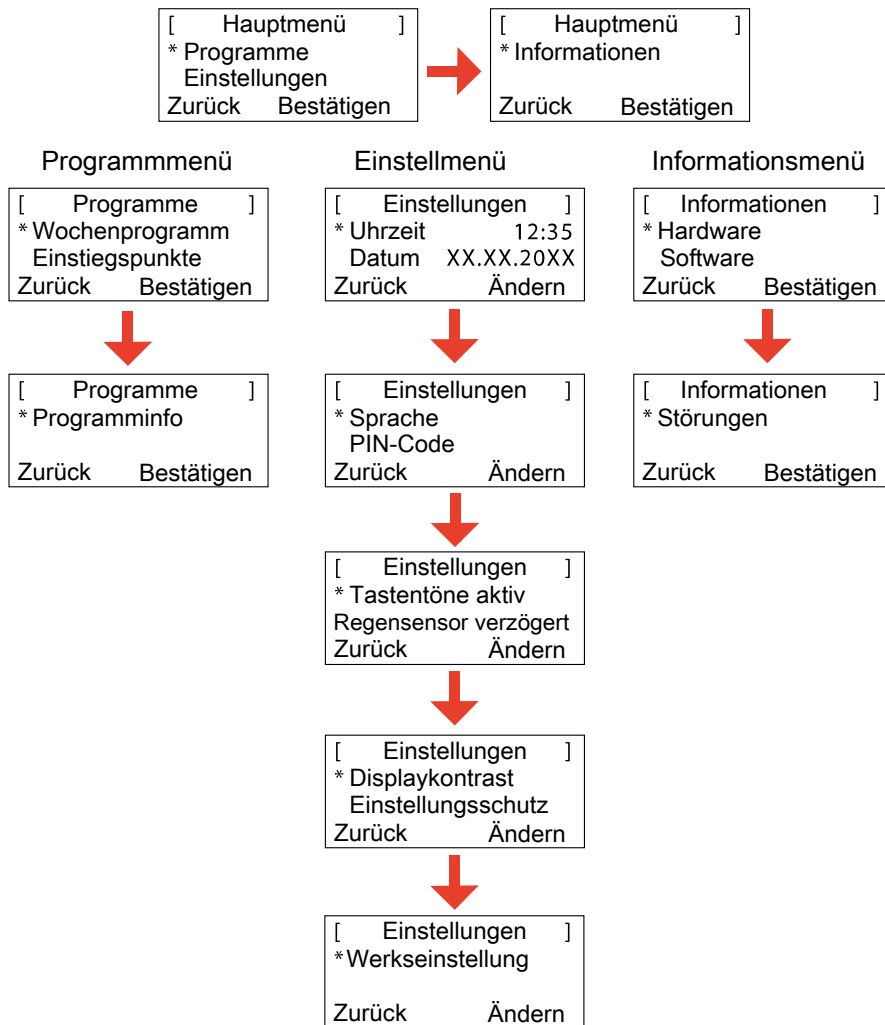 [ Hauptmenü ]
* Programme
Einstellungen
Zurück Bestätigen
[ Hauptmenü ]
* Informationen
Zurück Bestätigen
Programmmenü
[ Programme ]
* Wochenprogramm
Einstiegspunkte
Zurück Bestätigen
[ Programme ]
* Programminfo
Zurück Bestätigen
Einstellmenü
[ Einstellungen ]
* Uhrzeit 12:35
Datum XX.XX.20XX
Zurück Ändern
[ Einstellungen ]
* Sprache
PIN-Code
Zurück Ändern
[ Einstellungen ]
* Tastentöne aktiv
Regensensor verzögert
Zurück Ändern
[ Einstellungen ]
* Displaykontrast
Einstellungsschutz
Zurück Ändern
[ Einstellungen ]
*Werkseinstellung
Zurück Ändern
Informationsmenü
[ Informationen ]
* Hardware
Software
Zurück Bestätigen
[ Informationen ]
* Störungen
Zurück Bestätigen